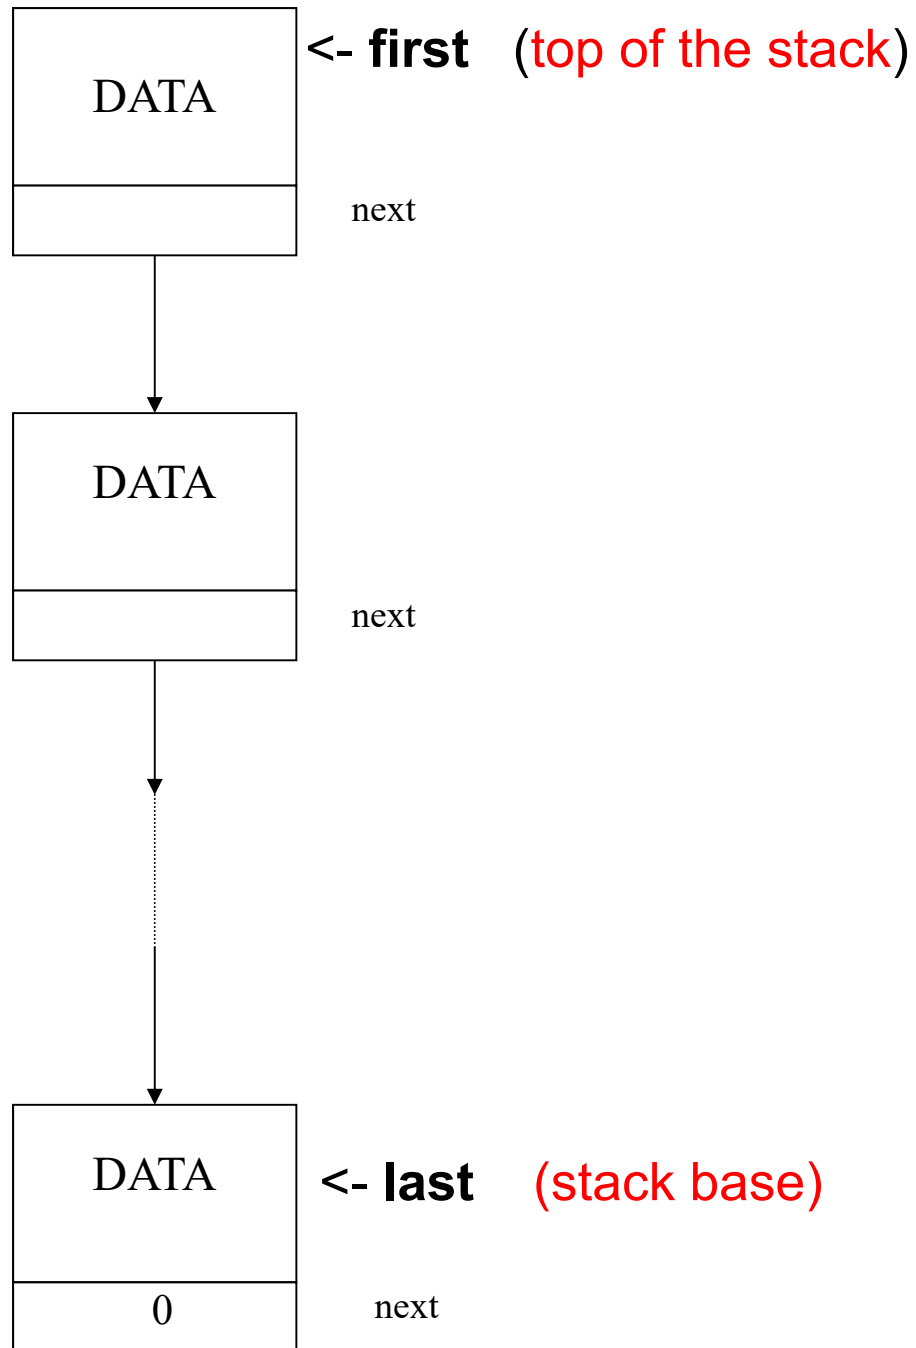 <- first (top of the stack)
DATA
next
DATA
next
DATA
<- last (stack base)
0
next